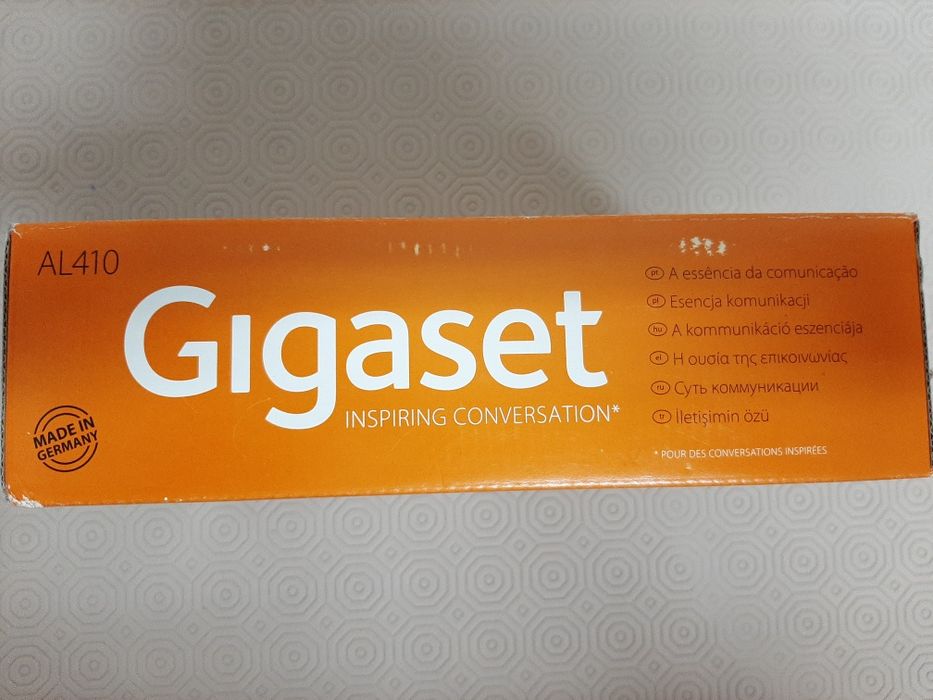 AL410
Gigaset
INSPIRING CONVERSATION*
MADE IN
GERMANY
pt A essência da comunicação
pl Esencja komunikacji
hu A kommunikáció eszenciája
el Η ουσία της επικοινωνίας
ru Суть коммуникации
tr İletişimin özü
* POUR DES CONVERSATIONS INSPIRÉES